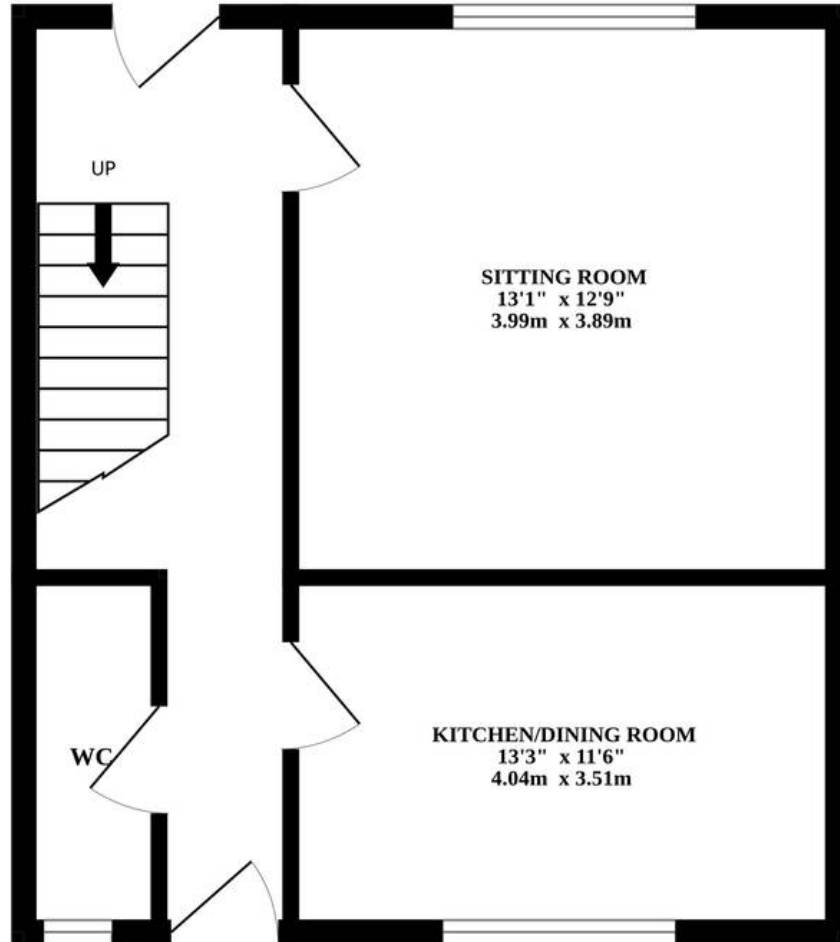 UP
SITTING ROOM
13'1" x 12'9"
3.99m x 3.89m
WC
KITCHEN/DINING ROOM
13'3" x 11'6"
4.04m x 3.51m